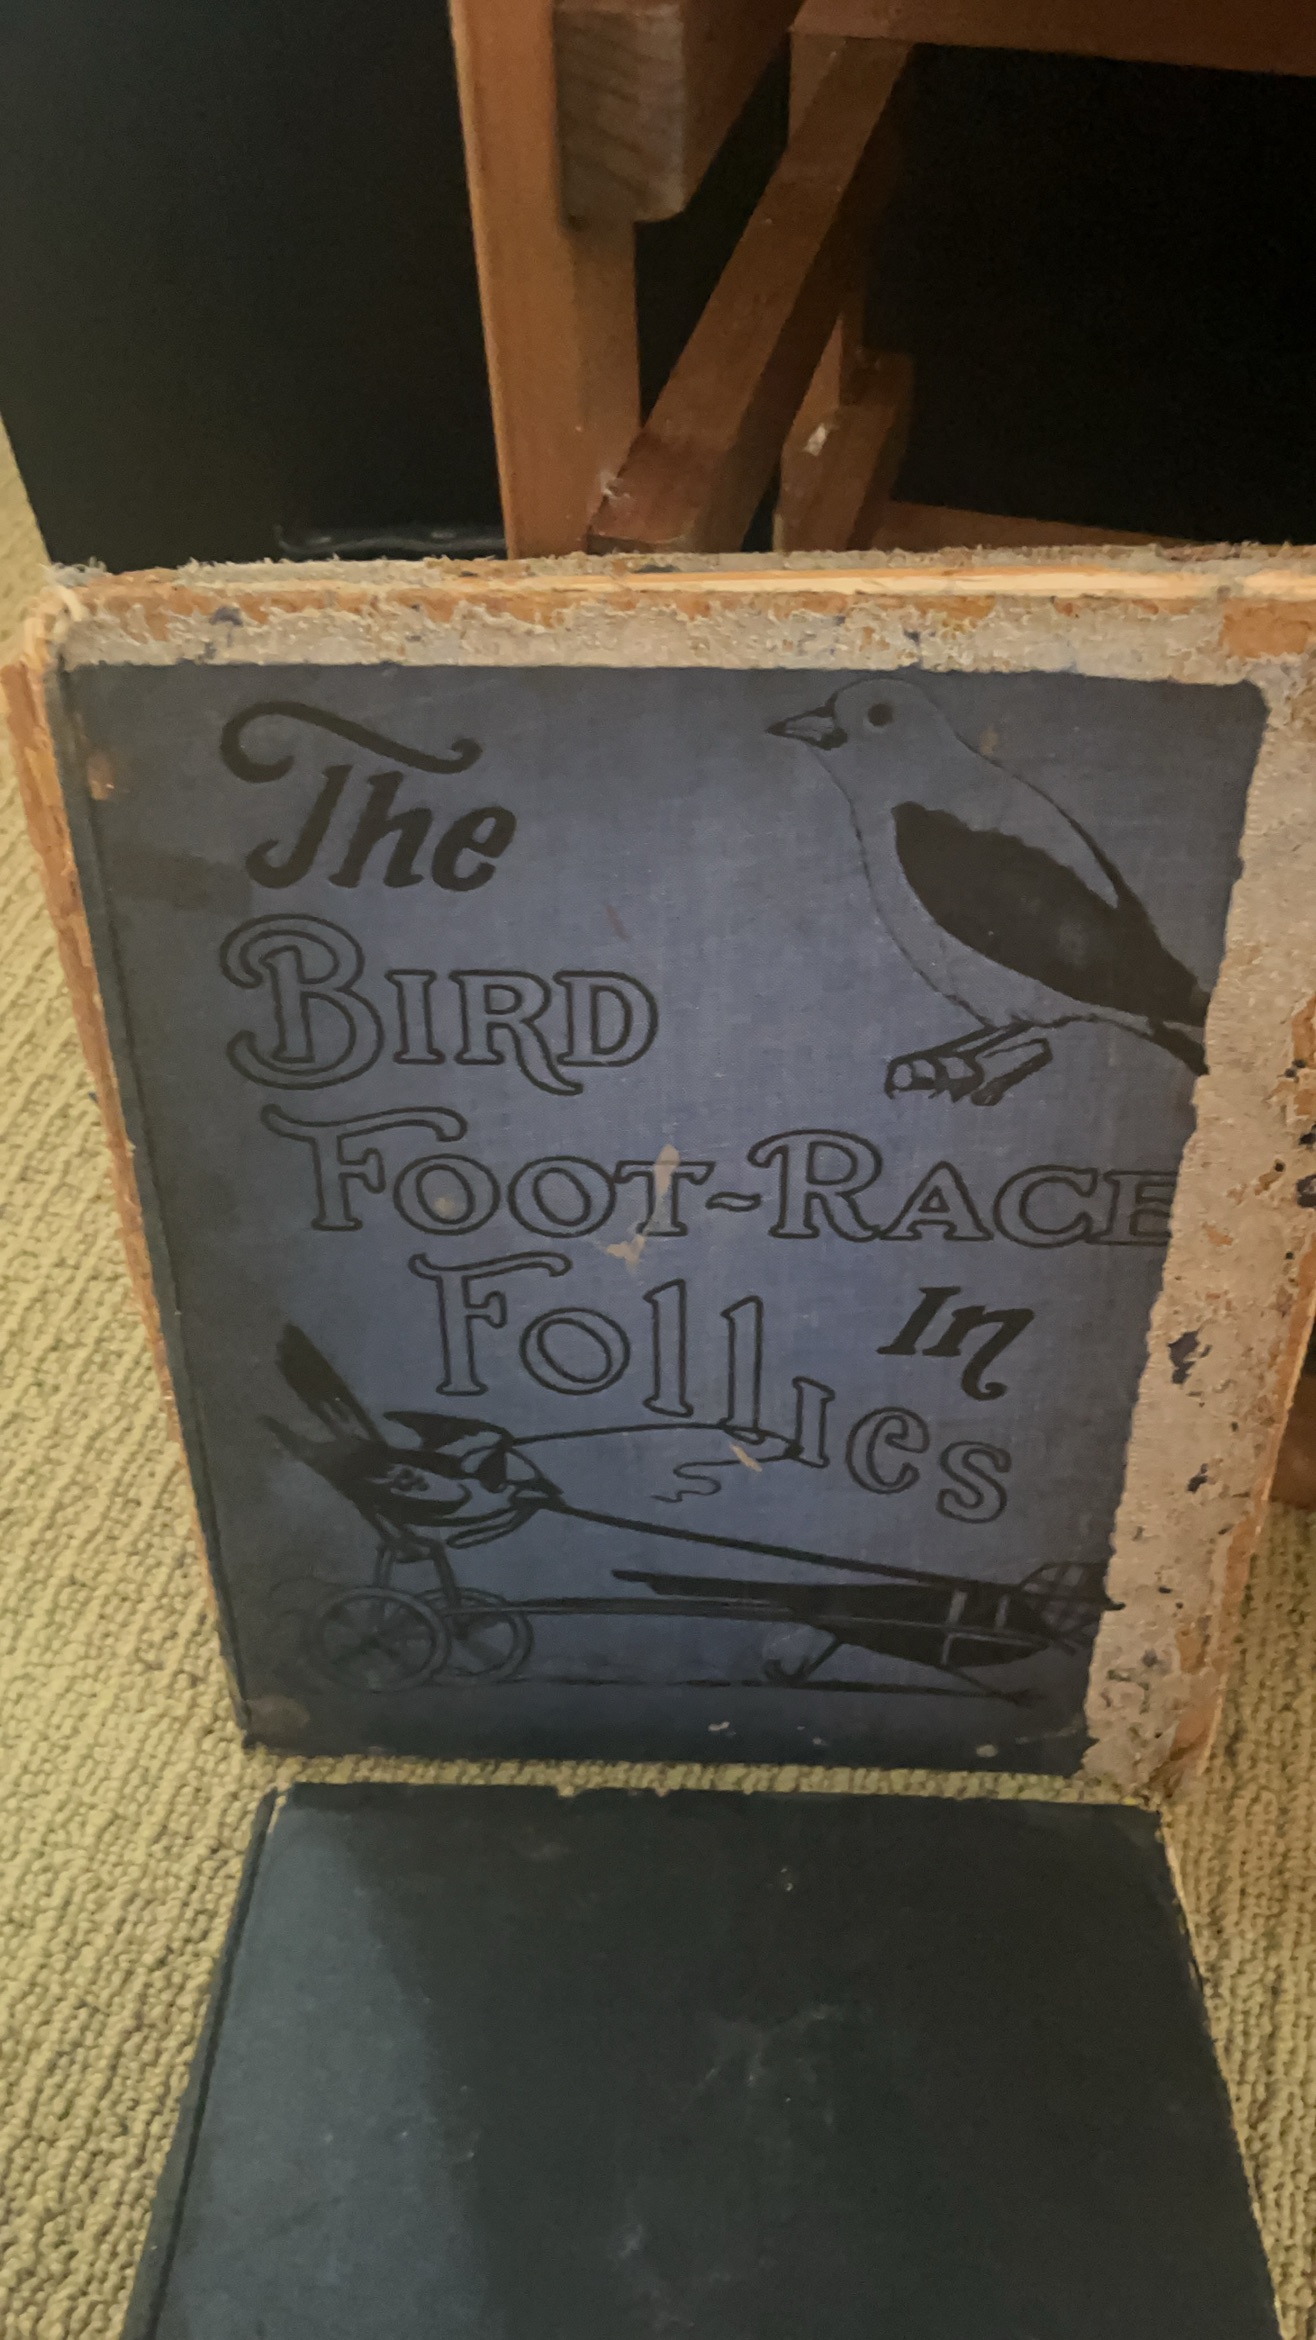 The
BIRD
FOOT-RACE
In
FollIes